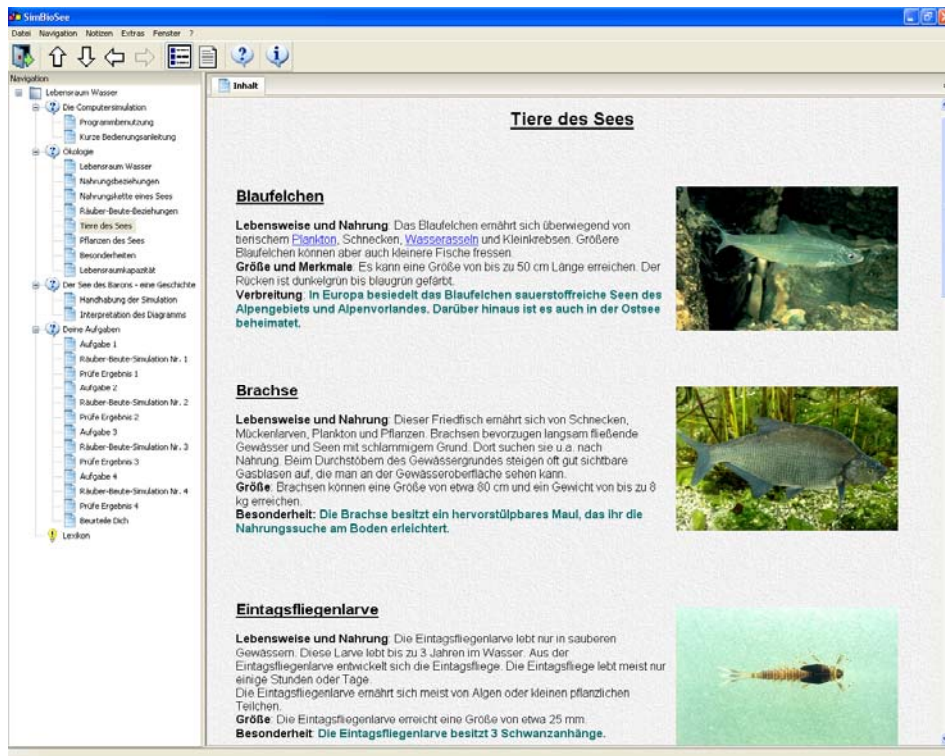 SimBioSee
Datei Navigation Notizen Extras Fenster ?
Navigation
Lebensraum Wasser
Die Computersimulation
Programmbenutzung
Kurze Bedienungsanleitung
Ökologie
Lebensraum Wasser
Nahrungsbeziehungen
Nahrungskette eines Sees
Räuber-Beute-Beziehungen
Tiere des Sees
Pflanzen des Sees
Besonderheiten
Lebensraumkapazität
Der See des Barons - eine Geschichte
Handhabung der Simulation
Interpretation des Diagramms
Deine Aufgaben
Aufgabe 1
Räuber-Beute-Simulation Nr. 1
Prüfe Ergebnis 1
Aufgabe 2
Räuber-Beute-Simulation Nr. 2
Prüfe Ergebnis 2
Aufgabe 3
Räuber-Beute-Simulation Nr. 3
Prüfe Ergebnis 3
Aufgabe 4
Räuber-Beute-Simulation Nr. 4
Prüfe Ergebnis 4
Beurteile Dich
Lexikon
Inhalt
Tiere des Sees
Blaufelchen
Lebensweise und Nahrung: Das Blaufelchen ernährt sich überwiegend von
tierischem Plankton, Schnecken, Wasserasseln und Kleinkrebsen. Größere
Blaufelchen können aber auch kleinere Fische fressen.
Größe und Merkmale: Es kann eine Größe von bis zu 50 cm Länge erreichen. Der
Rücken ist dunkelgrün bis blaugrün gefärbt.
Verbreitung: In Europa besiedelt das Blaufelchen sauerstoffreiche Seen des
Alpengebiets und Alpenvorlandes. Darüber hinaus ist es auch in der Ostsee
beheimatet.
Brachse
Lebensweise und Nahrung: Dieser Friedfisch ernährt sich von Schnecken,
Mückenlarven, Plankton und Pflanzen. Brachsen bevorzugen langsam fließende
Gewässer und Seen mit schlammigem Grund. Dort suchen sie u.a. nach
Nahrung. Beim Durchstöbern des Gewässergrundes steigen oft gut sichtbare
Gasblasen auf, die man an der Gewässeroberfläche sehen kann.
Größe: Brachsen können eine Größe von etwa 80 cm und ein Gewicht von bis zu 8
kg erreichen.
Besonderheit: Die Brachse besitzt ein hervorstülpbares Maul, das ihr die
Nahrungssuche am Boden erleichtert.
Eintagsfliegenlarve
Lebensweise und Nahrung: Die Eintagsfliegenlarve lebt nur in sauberen
Gewässern. Diese Larve lebt bis zu 3 Jahren im Wasser. Aus der
Eintagsfliegenlarve entwickelt sich die Eintagsfliege. Die Eintagsfliege lebt meist nur
einige Stunden oder Tage.
Die Eintagsfliegenlarve ernährt sich meist von Algen oder kleinen pflanzlichen
Teilchen.
Größe: Die Eintagsfliegenlarve erreicht eine Größe von etwa 25 mm.
Besonderheit: Die Eintagsfliegenlarve besitzt 3 Schwanzanhänge.